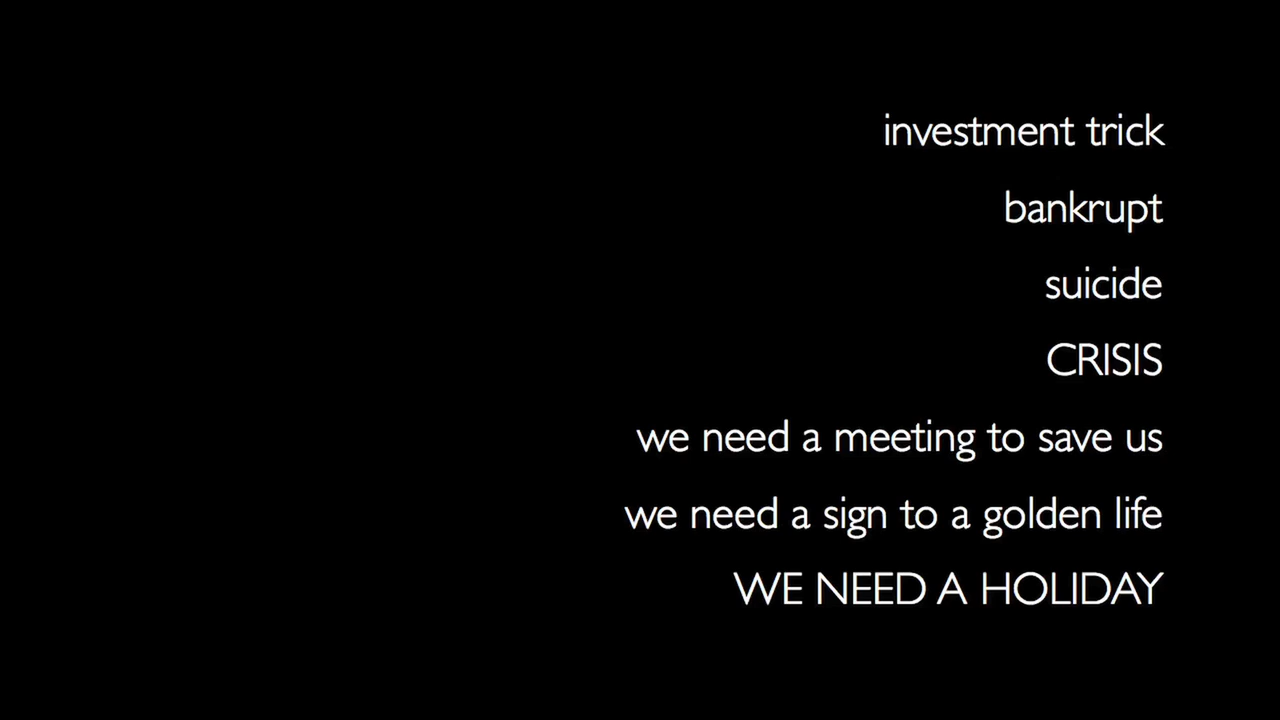 investment trick
bankrupt
suicide
CRISIS
we need a meeting to save us
we need a sign to a golden life
WE NEED A HOLIDAY